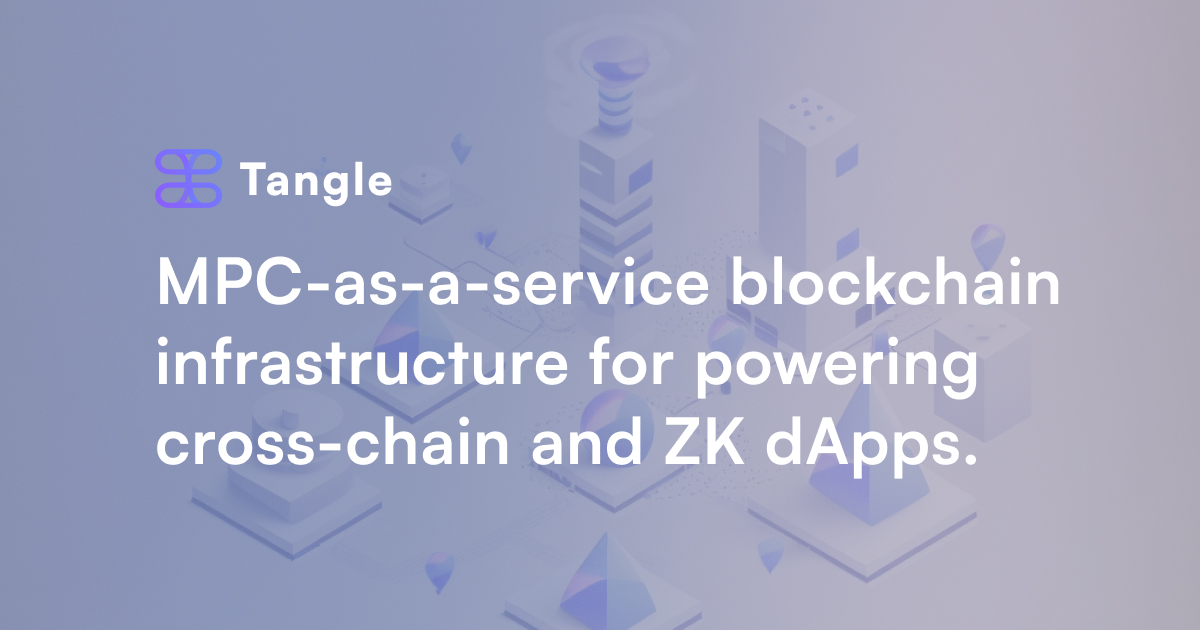 Tangle
MPC-as-a-service blockchain
infrastructure for powering
cross-chain and ZK dApps.